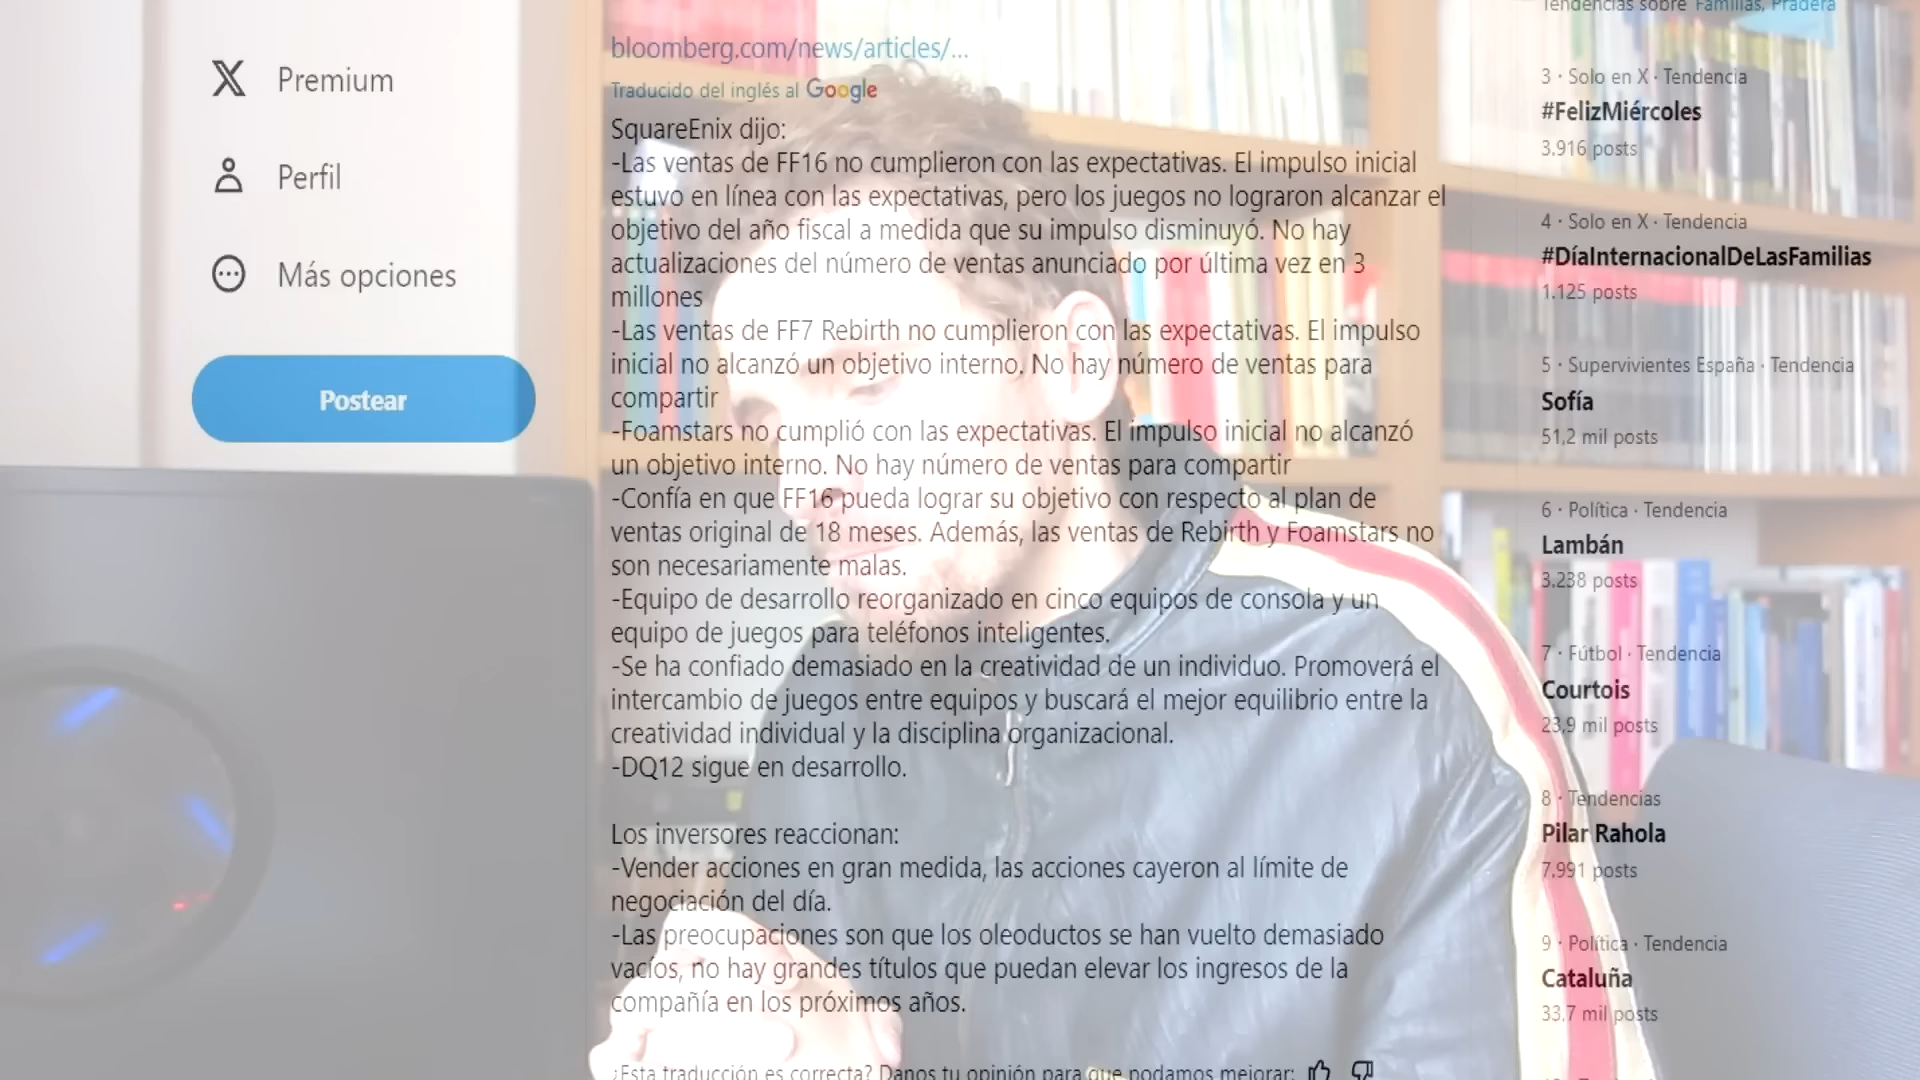 Premium
Perfil
Más opciones
Postear
bloomberg.com/news/articles/...
Traducido del inglés al Google
SquareEnix dijo:
-Las ventas de FF16 no cumplieron con las expectativas. El impulso inicial
estuvo en línea con las expectativas, pero los juegos no lograron alcanzar el
objetivo del año fiscal a medida que su impulso disminuyó. No hay
actualizaciones del número de ventas anunciado por última vez en 3
millones
-Las ventas de FF7 Rebirth no cumplieron con las expectativas. El impulso
inicial no alcanzó un objetivo interno. No hay número de ventas para
compartir
-Foamstars no cumplió con las expectativas. El impulso inicial no alcanzó
un objetivo interno. No hay número de ventas para compartir
-Confía en que FF16 pueda lograr su objetivo con respecto al plan de
ventas original de 18 meses. Además, las ventas de Rebirth y Foamstars no
son necesariamente malas.
-Equipo de desarrollo reorganizado en cinco equipos de consola y un
equipo de juegos para teléfonos inteligentes.
-Se ha confiado demasiado en la creatividad de un individuo. Promoverá el
intercambio de juegos entre equipos y buscará el mejor equilibrio entre la
creatividad individual y la disciplina organizacional.
-DQ12 sigue en desarrollo.
Los inversores reaccionan:
-Vender acciones en gran medida, las acciones cayeron al límite de
negociación del día.
-Las preocupaciones son que los oleoductos se han vuelto demasiado
vacíos, no hay grandes títulos que puedan elevar los ingresos de la
compañía en los próximos años.
¿Esta traducción es correcta? Danos tu opinión para que podamos mejorar:
Tendencias sobre Familias, Pradera
3 · Solo en X · Tendencia
#FelizMiércoles
3.916 posts
4 · Solo en X · Tendencia
#DíaInternacionalDeLasFamilias
1.125 posts
5 · Supervivientes España · Tendencia
Sofía
51,2 mil posts
6 · Política · Tendencia
Lambán
3.238 posts
7 · Fútbol · Tendencia
Courtois
23,9 mil posts
8 · Tendencias
Pilar Rahola
7.991 posts
9 · Política · Tendencia
Cataluña
33,7 mil posts